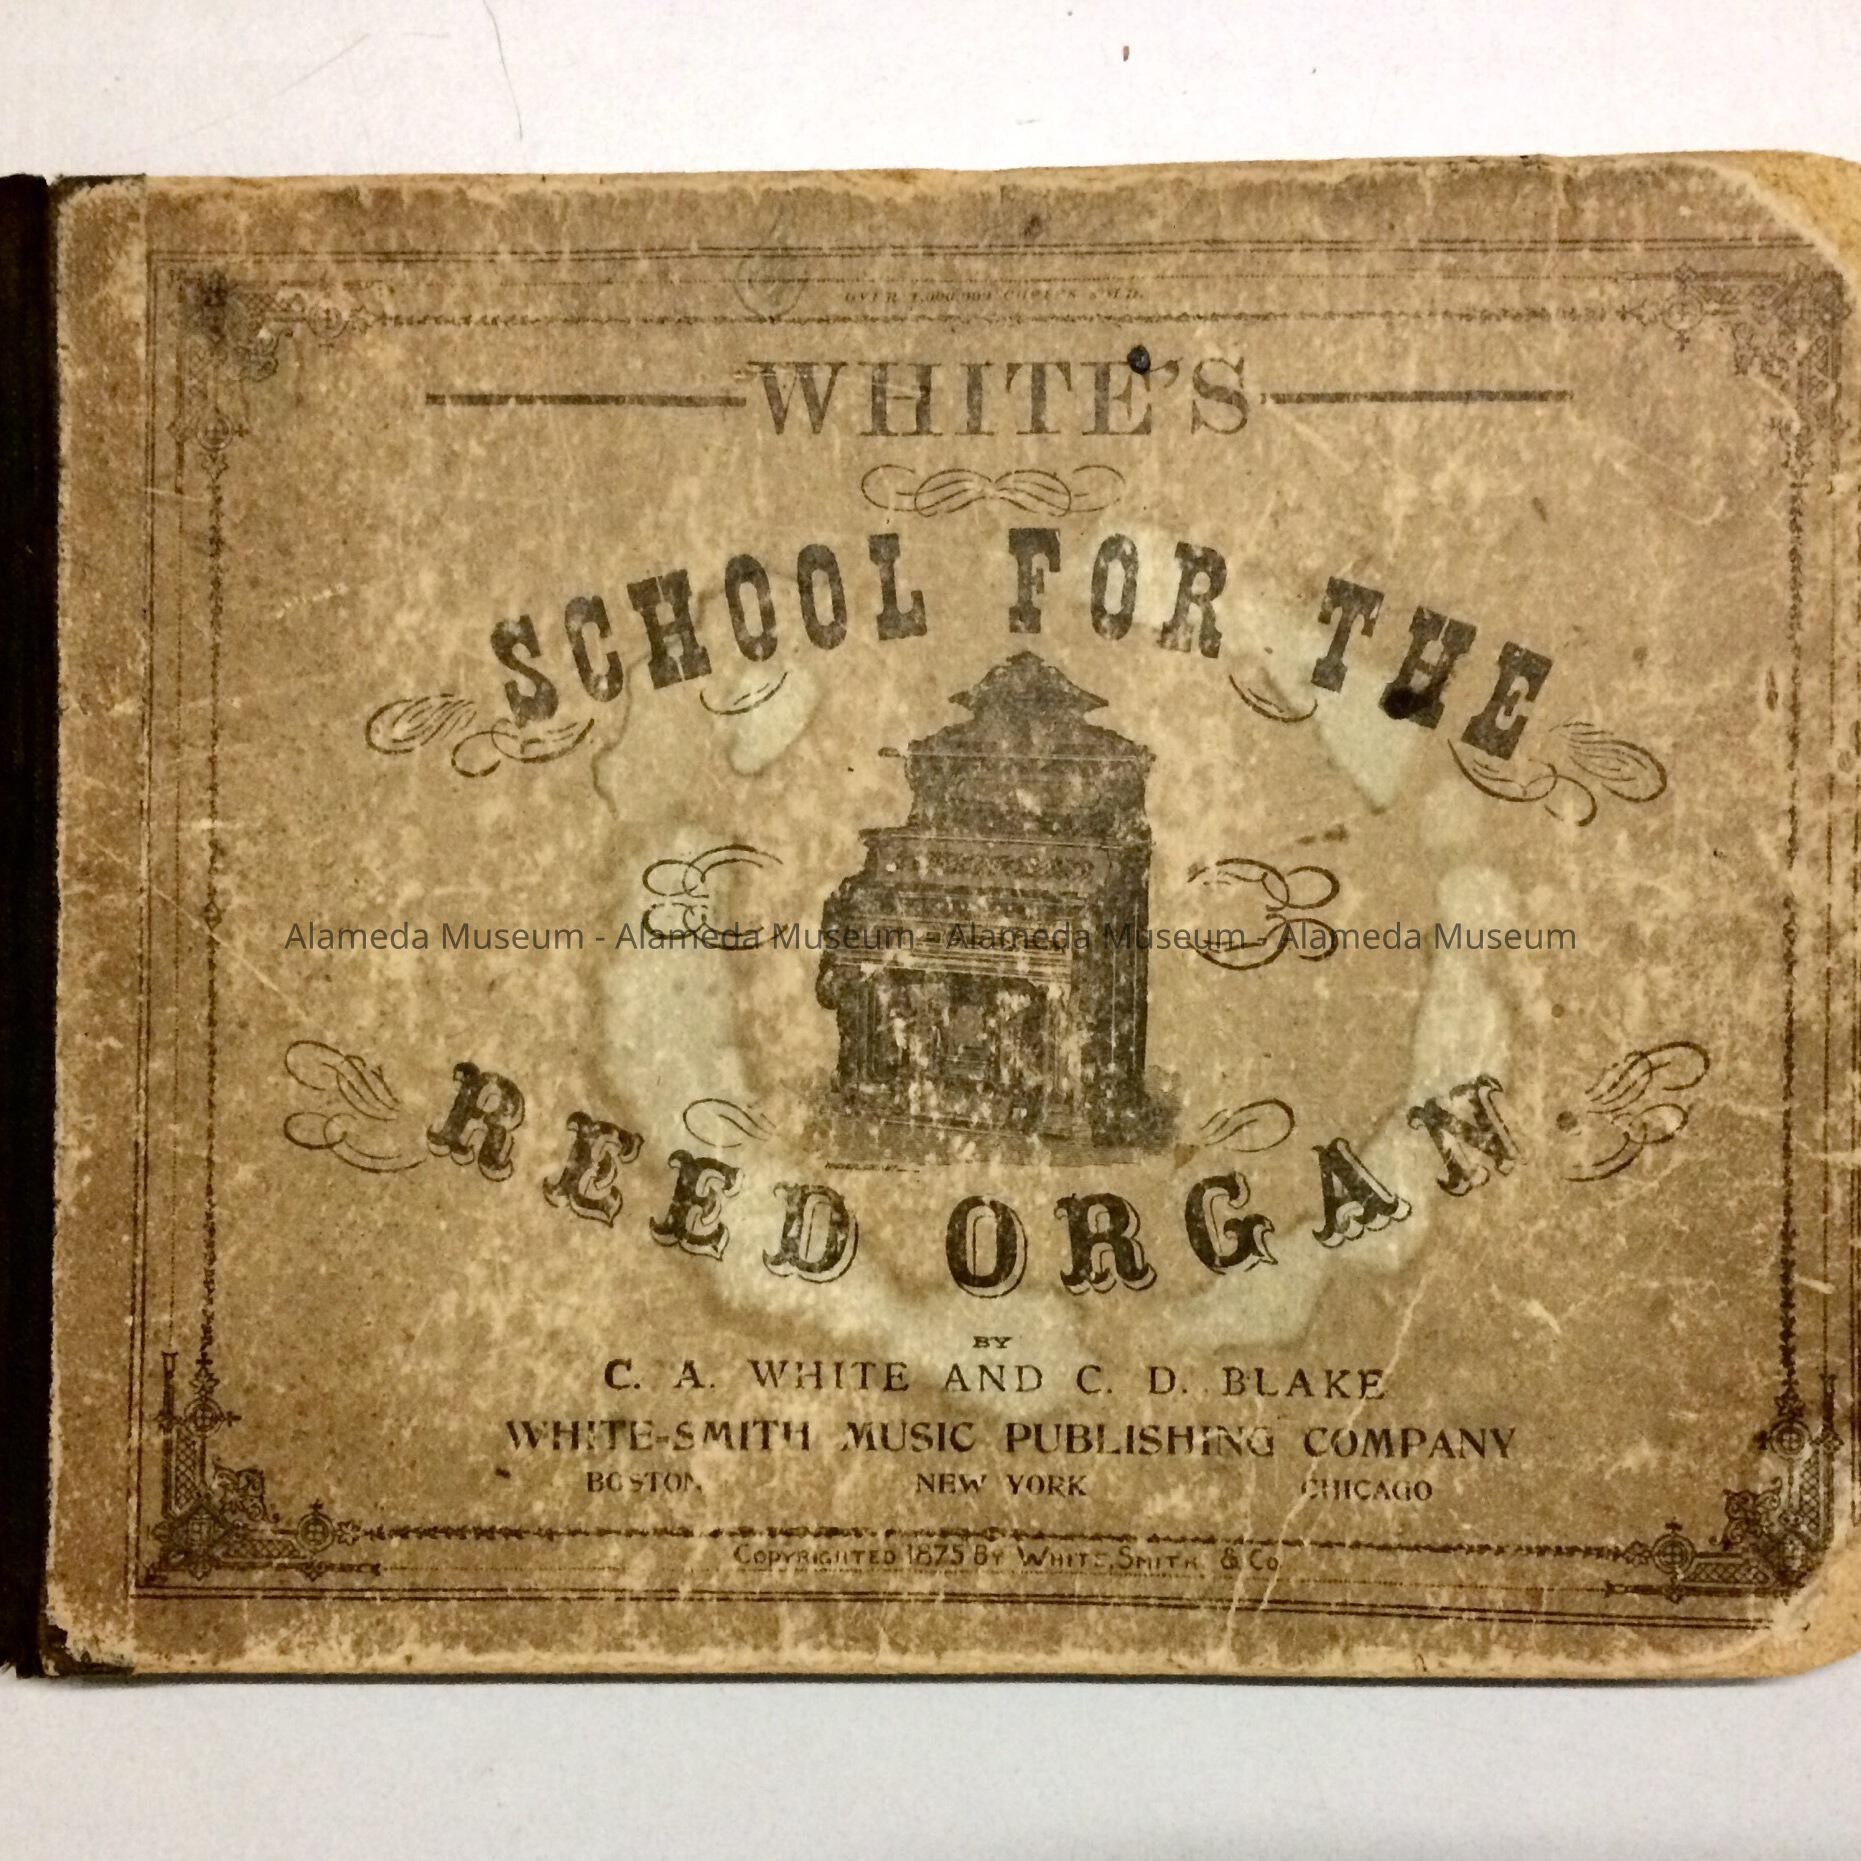 OVER 1,000,000 COPIES SOLD.
WHITE'S
SCHOOL FOR THE
Alameda Museum - Alameda Museum - Alameda Museum - Alameda Museum
REED ORGAN
BY
C. A. WHITE AND C. D. BLAKE
WHITE-SMITH MUSIC PUBLISHING COMPANY
BOSTON NEW YORK CHICAGO
COPYRIGHTED 1875 BY WHITE, SMITH & CO